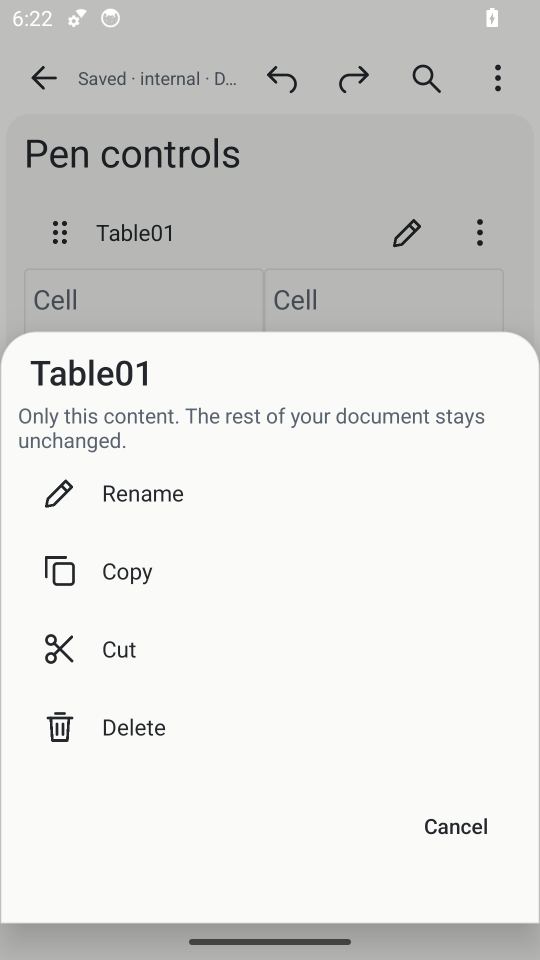 6:22
Saved · internal · D...
Pen controls
Table01
Cell Cell
Table01
Only this content. The rest of your document stays
unchanged.
Rename
Copy
Cut
Delete
Cancel